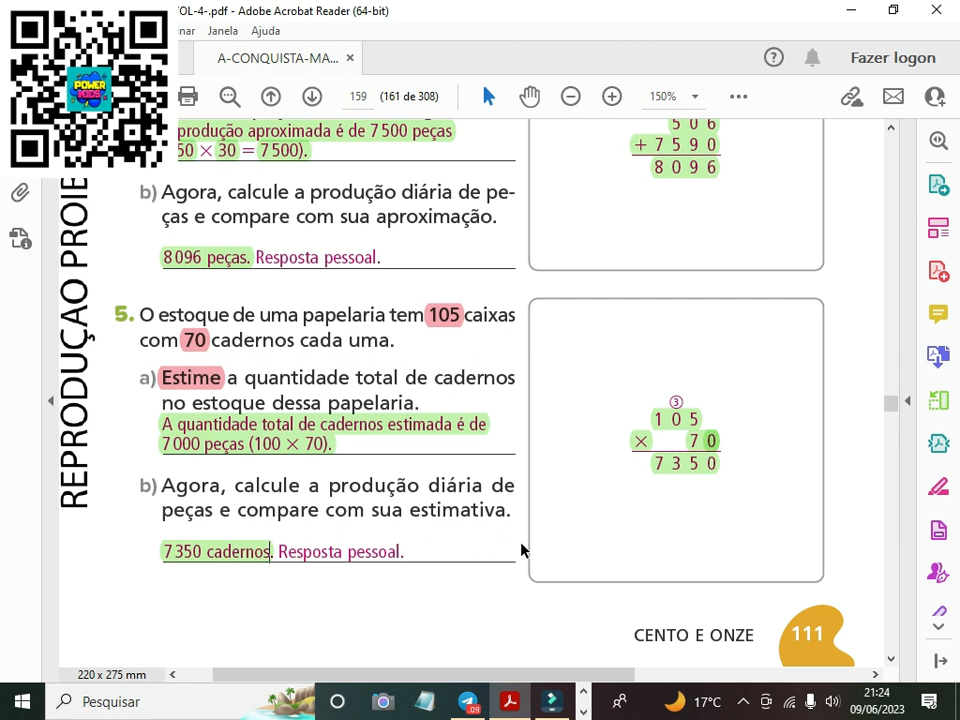 OL-4-.pdf - Adobe Acrobat Reader (64-bit)
inar Janela Ajuda
A-CONQUISTA-MA... ×
Fazer logon
159 (161 de 308)
150%
POWER KIDS
REPRODUÇÃO PROIB
produção aproximada é de 7 500 peças
50 × 30 = 7 500).
b) Agora, calcule a produção diária de pe-
ças e compare com sua aproximação.
8 096 peças. Resposta pessoal.
5 0 6
+ 7 5 9 0
8 0 9 6
5. O estoque de uma papelaria tem 105 caixas
com 70 cadernos cada uma.
a) Estime a quantidade total de cadernos
no estoque dessa papelaria.
A quantidade total de cadernos estimada é de
7 000 peças (100 × 70).
b) Agora, calcule a produção diária de
peças e compare com sua estimativa.
7 350 cadernos. Resposta pessoal.
3
1 0 5
× 7 0
7 3 5 0
CENTO E ONZE 111
220 x 275 mm
Pesquisar
09
17°C
21:24
09/06/2023